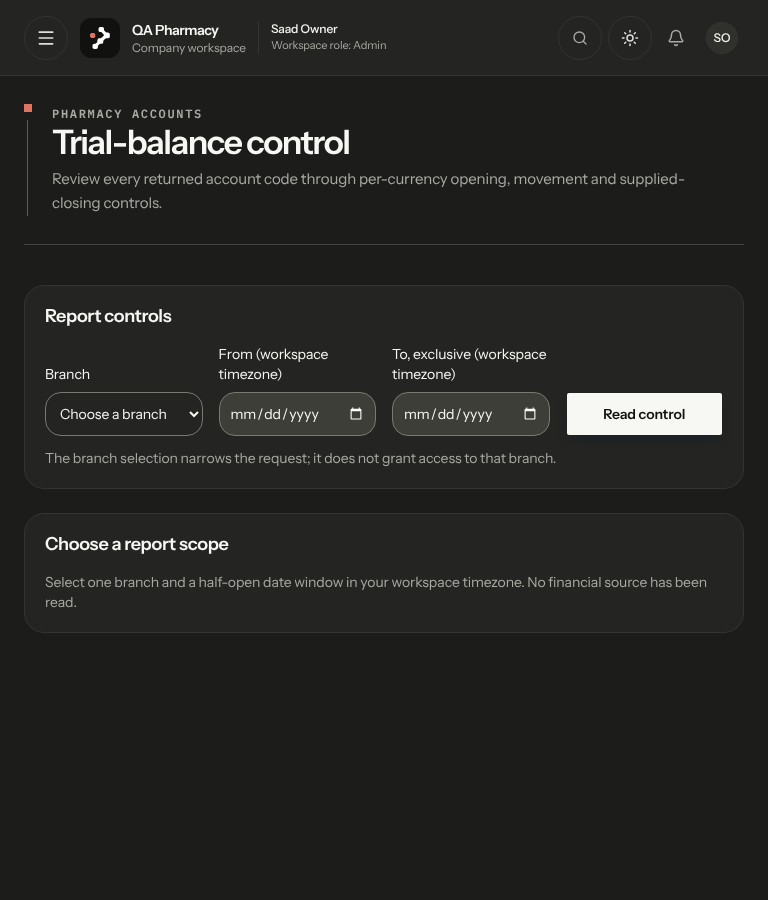 QA Pharmacy
Company workspace
Saad Owner
Workspace role: Admin
SO
PHARMACY ACCOUNTS
Trial-balance control
Review every returned account code through per-currency opening, movement and supplied-
closing controls.
Report controls
Branch
Choose a branch
From (workspace
timezone)
mm/dd/yyyy
To, exclusive (workspace
timezone)
mm/dd/yyyy
Read control
The branch selection narrows the request; it does not grant access to that branch.
Choose a report scope
Select one branch and a half-open date window in your workspace timezone. No financial source has been
read.